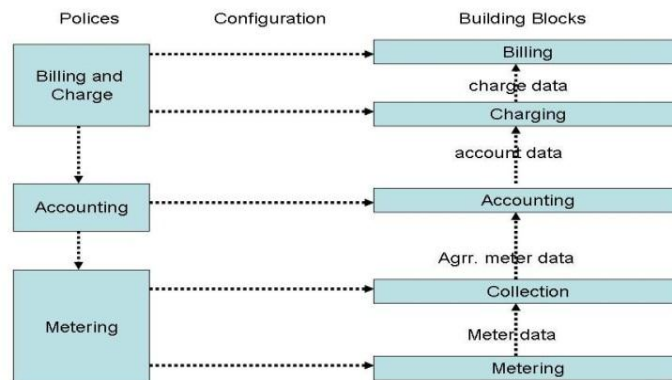 Polices
Configuration
Building Blocks
Billing and
Charge
Billing
charge data
Charging
account data
Accounting
Accounting
Agrr. meter data
Collection
Metering
Meter data
Metering